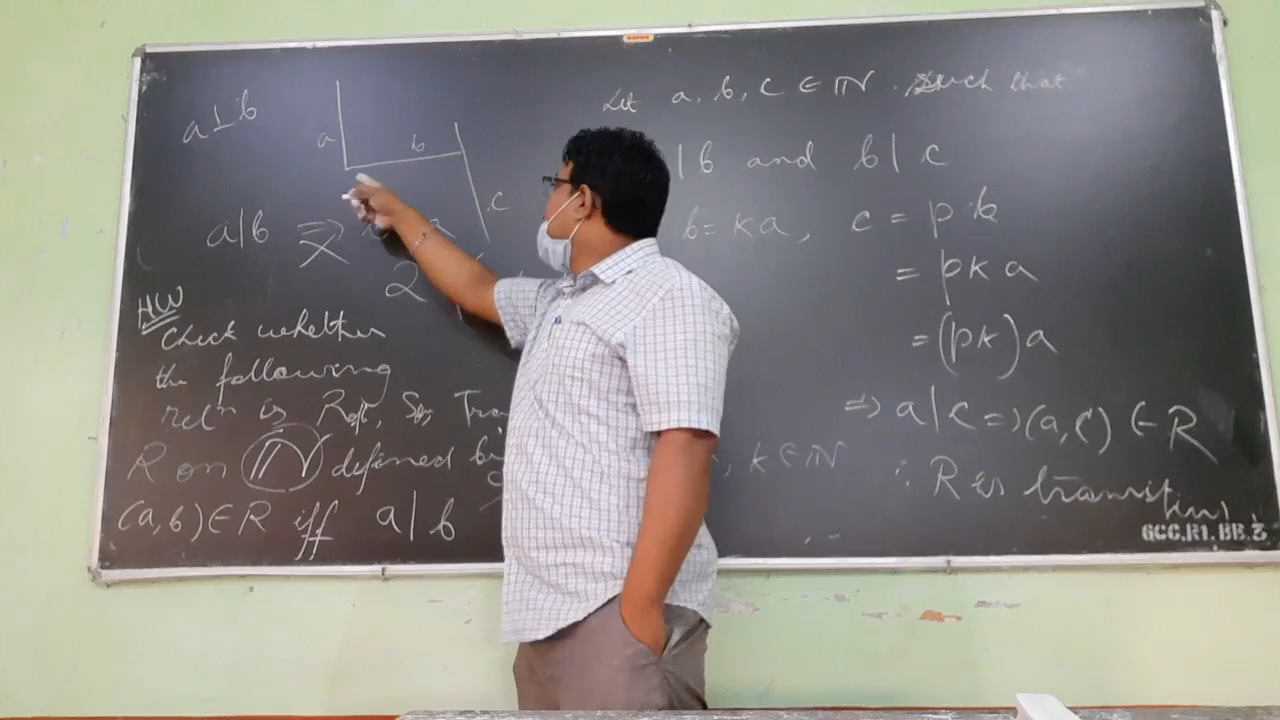 a⊥b
a
b
c
a|b ⇏
2
HW
Check whether
the following
relⁿ is Ref, Sy, Tra
R on ℕ defined by
(a,b) ∈ R iff a|b
Let a, b, c ∈ ℕ. Such that
|b and b|c
b = ka, c = p·b
= pka
= (pk)a
⇒ a|c ⇒ (a,c) ∈ R
, k ∈ ℕ
∴ R is transitive
GCC.R1.BB.3